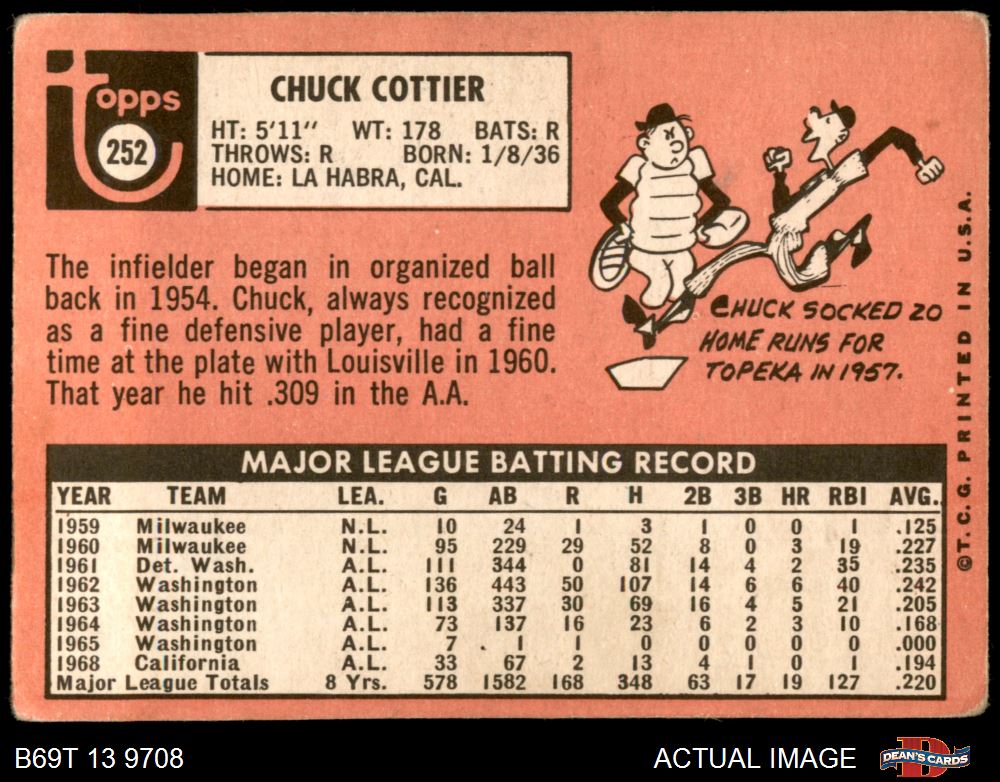 topps
252
CHUCK COTTIER
HT: 5'11" WT: 178 BATS: R
THROWS: R BORN: 1/8/36
HOME: LA HABRA, CAL.
The infielder began in organized ball
back in 1954. Chuck, always recognized
as a fine defensive player, had a fine
time at the plate with Louisville in 1960.
That year he hit .309 in the A.A.
CHUCK SOCKED 20
HOME RUNS FOR
TOPEKA IN 1957.
©T. C. G. PRINTED IN U.S.A.
MAJOR LEAGUE BATTING RECORD
YEAR TEAM LEA. G AB R H 2B 3B HR RBI AVG.
1959 Milwaukee N.L. 10 24 1 3 1 0 0 1 .125
1960 Milwaukee N.L. 95 229 29 52 8 0 3 19 .227
1961 Det. Wash. A.L. 111 344 0 81 14 4 2 35 .235
1962 Washington A.L. 136 443 50 107 14 6 6 40 .242
1963 Washington A.L. 113 337 30 69 16 4 5 21 .205
1964 Washington A.L. 73 137 16 23 6 2 3 10 .168
1965 Washington A.L. 7 1 1 0 0 0 0 0 .000
1968 California A.L. 33 67 2 13 4 1 0 1 .194
Major League Totals 8 Yrs. 578 1582 168 348 63 17 19 127 .220
B69T 13 9708
ACTUAL IMAGE
DEAN'S CARDS